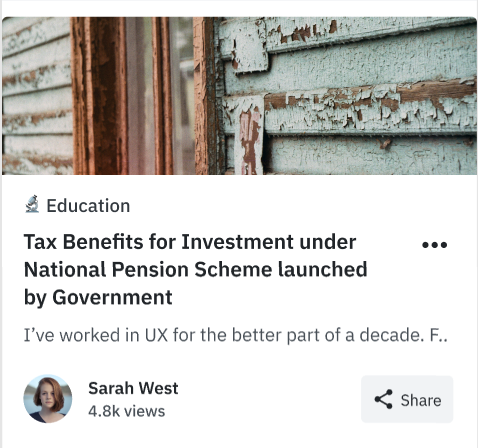 Education
Tax Benefits for Investment under
National Pension Scheme launched
by Government
I’ve worked in UX for the better part of a decade. F..
Sarah West
4.8k views
Share